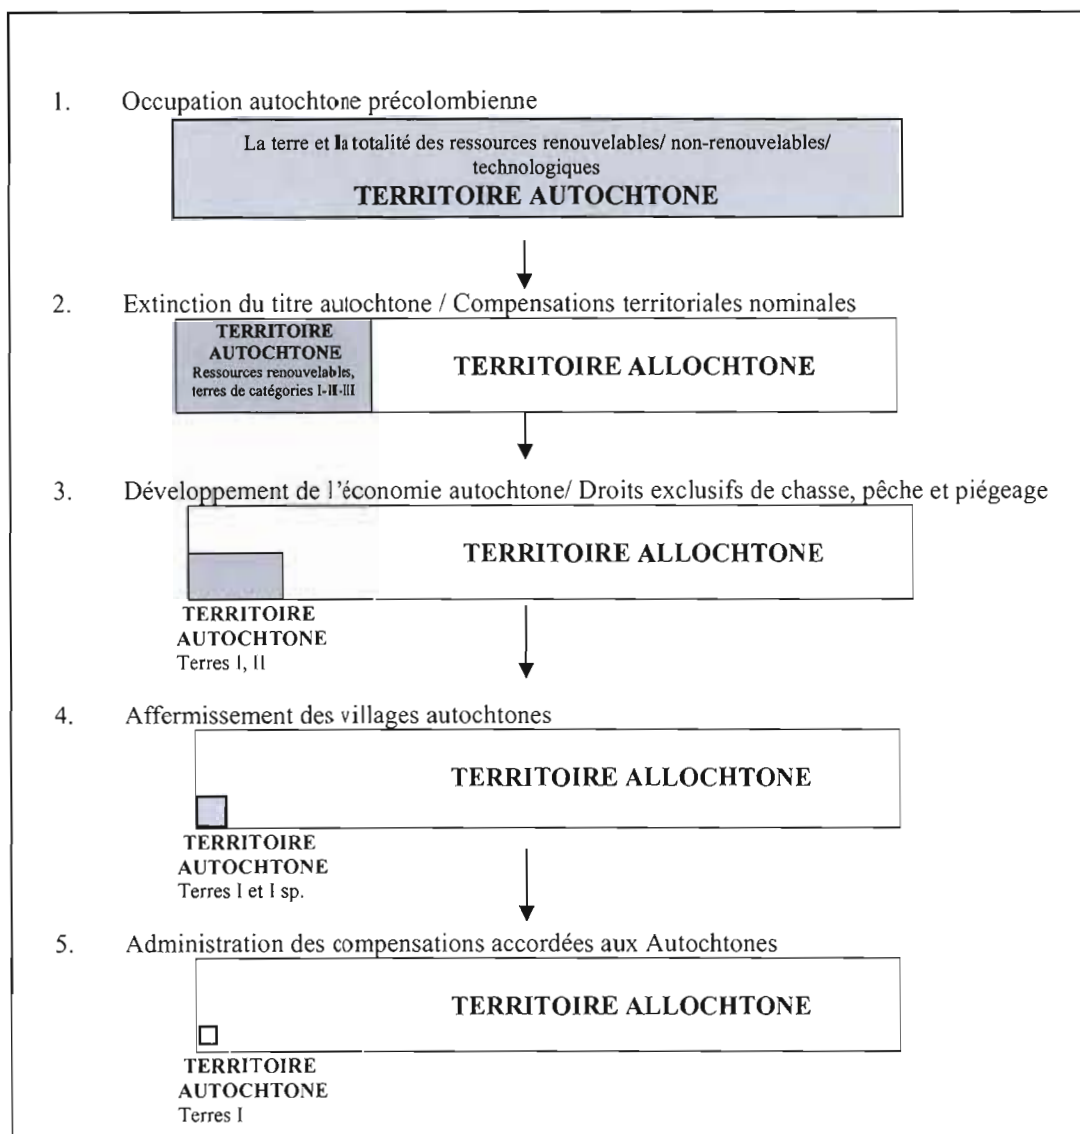 1. Occupation autochtone précolombienne
La terre et la totalité des ressources renouvelables/ non-renouvelables/
technologiques
TERRITOIRE AUTOCHTONE
2. Extinction du titre autochtone / Compensations territoriales nominales
TERRITOIRE
AUTOCHTONE
Ressources renouvelables,
terres de catégories I-II-III
TERRITOIRE ALLOCHTONE
3. Développement de l'économie autochtone/ Droits exclusifs de chasse, pêche et piégeage
TERRITOIRE ALLOCHTONE
TERRITOIRE
AUTOCHTONE
Terres I, II
4. Affermissement des villages autochtones
TERRITOIRE ALLOCHTONE
TERRITOIRE
AUTOCHTONE
Terres I et I sp.
5. Administration des compensations accordées aux Autochtones
TERRITOIRE ALLOCHTONE
TERRITOIRE
AUTOCHTONE
Terres I